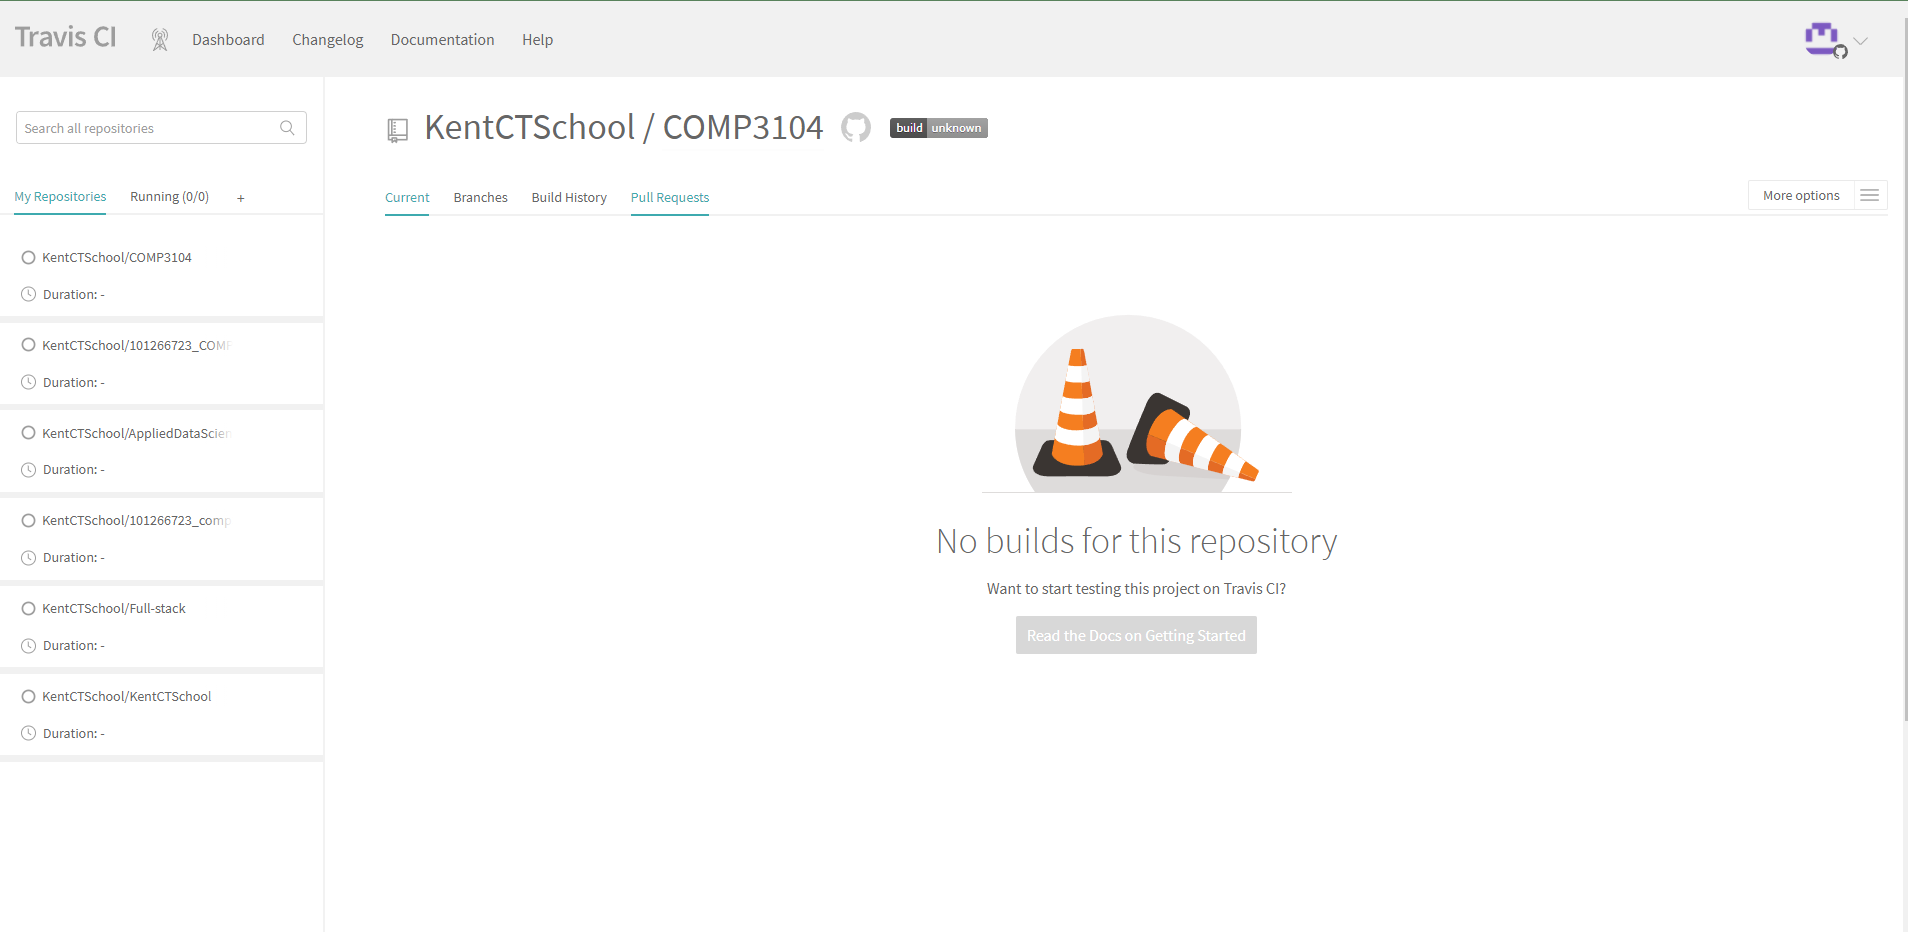 Travis CI Dashboard Changelog Documentation Help
Search all repositories
My Repositories Running (0/0) +
KentCTSchool/COMP3104
Duration: -
KentCTSchool/101266723_COMP
Duration: -
KentCTSchool/AppliedDataScien
Duration: -
KentCTSchool/101266723_comp
Duration: -
KentCTSchool/Full-stack
Duration: -
KentCTSchool/KentCTSchool
Duration: -
KentCTSchool / COMP3104 build unknown
Current Branches Build History Pull Requests More options
No builds for this repository
Want to start testing this project on Travis CI?
Read the Docs on Getting Started